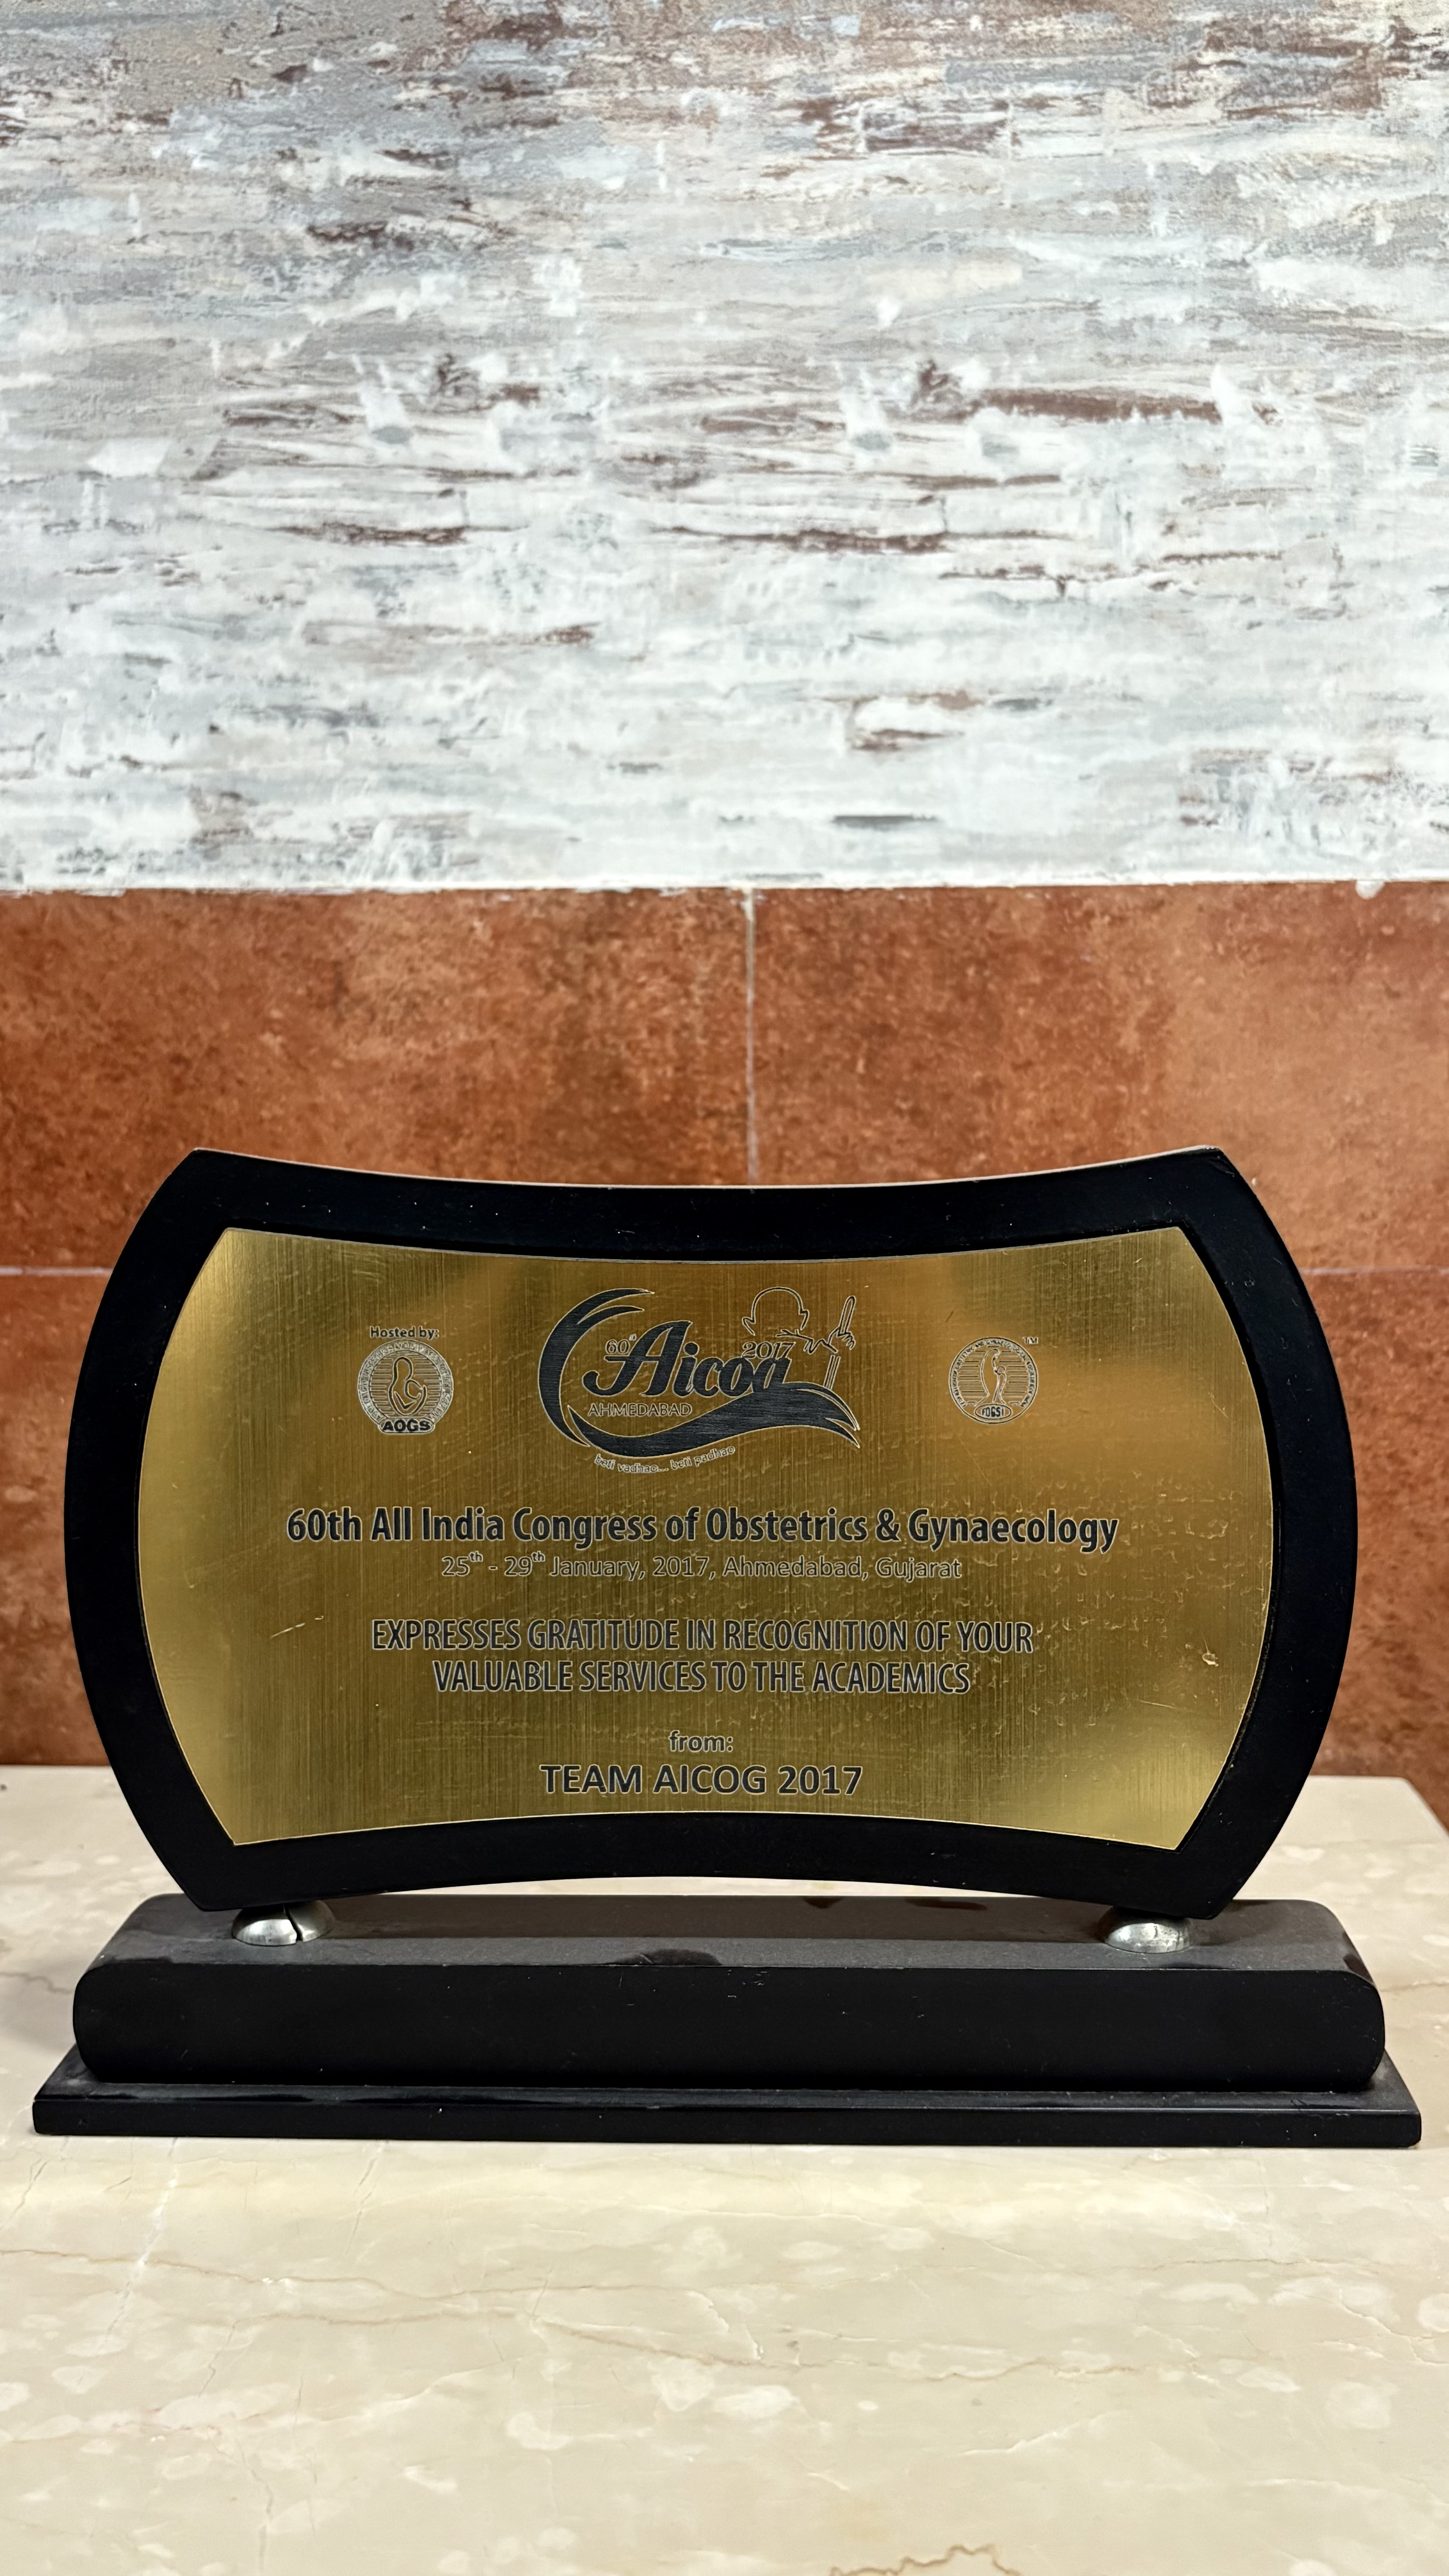 Hosted by:
AOGS
60th Aicog 2017
AHMEDABAD
beti vadhao... beti padhao
TM
FOGSI
60th All India Congress of Obstetrics & Gynaecology
25th - 29th January, 2017, Ahmedabad, Gujarat
EXPRESSES GRATITUDE IN RECOGNITION OF YOUR
VALUABLE SERVICES TO THE ACADEMICS
from:
TEAM AICOG 2017